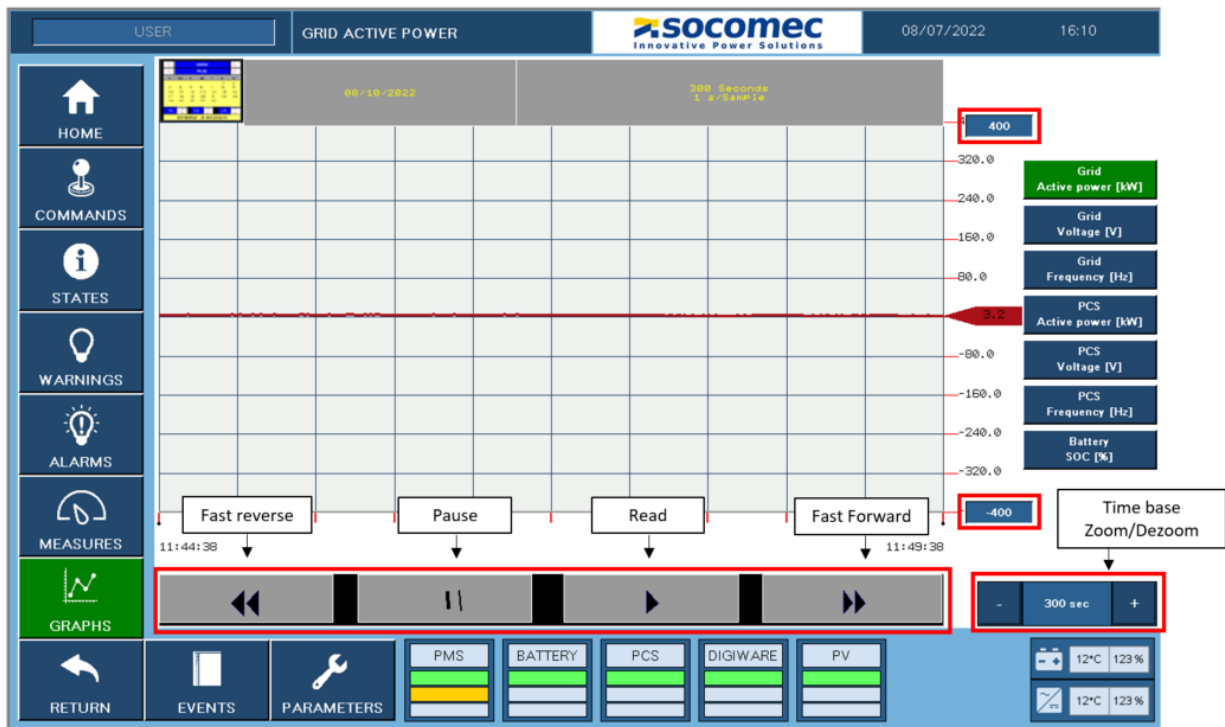 USER
GRID ACTIVE POWER
socomec
Innovative Power Solutions
08/07/2022
16:10
HOME
COMMANDS
STATES
WARNINGS
ALARMS
MEASURES
GRAPHS
RETURN
EVENTS
PARAMETERS
08/10/2022
300 Seconds
1 s/Sample
400
320.0
240.0
160.0
80.0
3.2
-80.0
-160.0
-240.0
-320.0
-400
Grid
Active power [kW]
Grid
Voltage [V]
Grid
Frequency [Hz]
PCS
Active power [kW]
PCS
Voltage [V]
PCS
Frequency [Hz]
Battery
SOC [%]
Fast reverse
Pause
Read
Fast Forward
Time base
Zoom/Dezoom
11:44:38
11:49:38
-
300 sec
+
PMS
BATTERY
PCS
DIGIWARE
PV
12°C
123 %
12°C
123 %